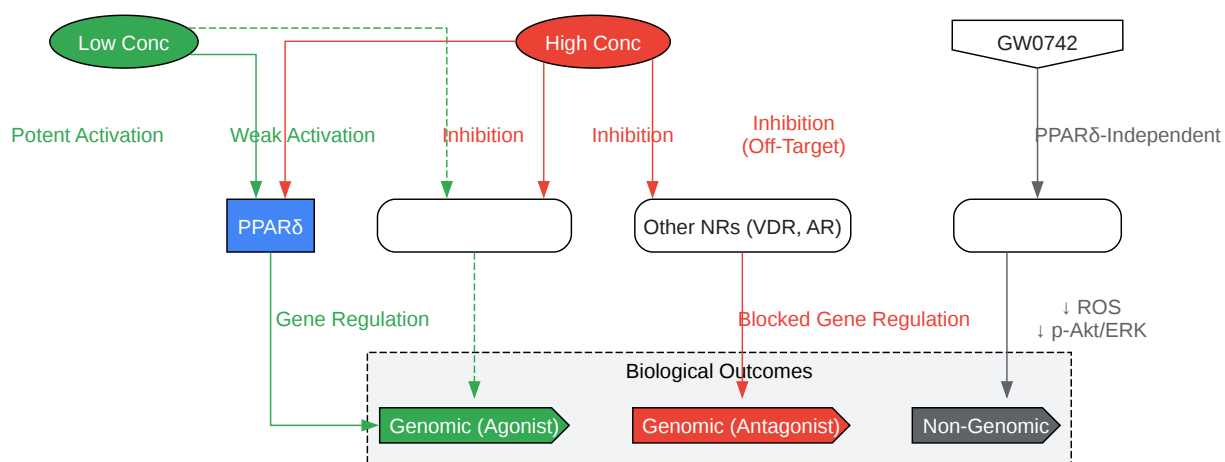 Low Conc
High Conc
GW0742
Potent Activation
Weak Activation
Inhibition
Inhibition
Inhibition
(Off-Target)
PPARδ-Independent
PPARδ
Other NRs (VDR, AR)
Gene Regulation
Blocked Gene Regulation
↓ ROS
↓ p-Akt/ERK
Biological Outcomes
Genomic (Agonist)
Genomic (Antagonist)
Non-Genomic